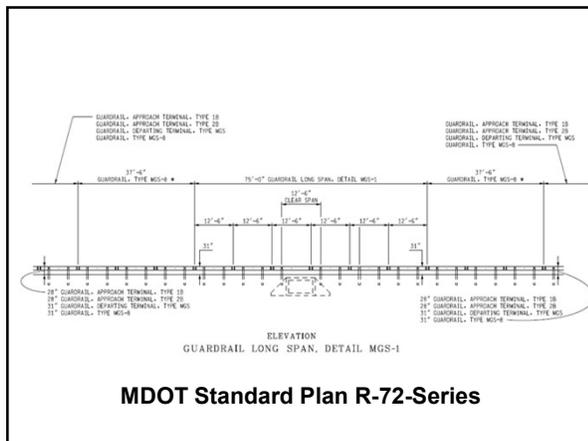 GUARDRAIL, APPROACH TERMINAL, TYPE 1B
GUARDRAIL, APPROACH TERMINAL, TYPE 2B
GUARDRAIL, DEPARTING TERMINAL, TYPE MGS
GUARDRAIL, TYPE MGS-8
GUARDRAIL, APPROACH TERMINAL, TYPE 1B
GUARDRAIL, APPROACH TERMINAL, TYPE 2B
GUARDRAIL, DEPARTING TERMINAL, TYPE MGS
GUARDRAIL, TYPE MGS-8
37'-6"
GUARDRAIL, TYPE MGS-8 *
75'-0" GUARDRAIL LONG SPAN, DETAIL MGS-1
37'-6"
GUARDRAIL, TYPE MGS-8 *
12'-6"
CLEAR SPAN
12'-6" 12'-6" 12'-6" 12'-6" 12'-6" 12'-6"
31" 31"
28" GUARDRAIL, APPROACH TERMINAL, TYPE 1B
28" GUARDRAIL, APPROACH TERMINAL, TYPE 2B
31" GUARDRAIL, DEPARTING TERMINAL, TYPE MGS
31" GUARDRAIL, TYPE MGS-8
28" GUARDRAIL, APPROACH TERMINAL, TYPE 1B
28" GUARDRAIL, APPROACH TERMINAL, TYPE 2B
31" GUARDRAIL, DEPARTING TERMINAL, TYPE MGS
31" GUARDRAIL, TYPE MGS-8
ELEVATION
GUARDRAIL LONG SPAN, DETAIL MGS-1
MDOT Standard Plan R-72-Series